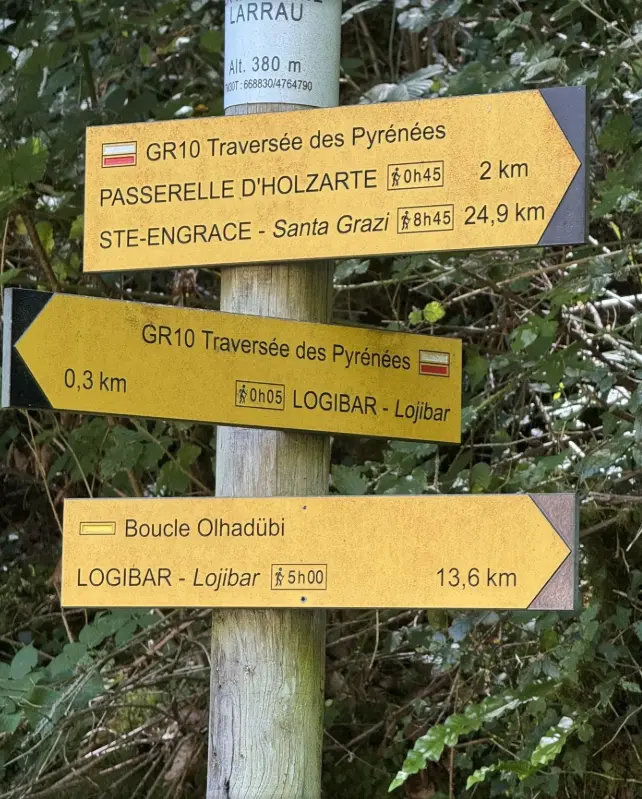 LARRAU
Alt. 380 m
668830/4764790
GR10 Traversée des Pyrénées
PASSERELLE D'HOLZARTE 0h45 2 km
STE-ENGRACE - Santa Grazi 8h45 24,9 km
GR10 Traversée des Pyrénées
0,3 km 0h05 LOGIBAR - Lojibar
Boucle Olhadübi
LOGIBAR - Lojibar 5h00 13,6 km